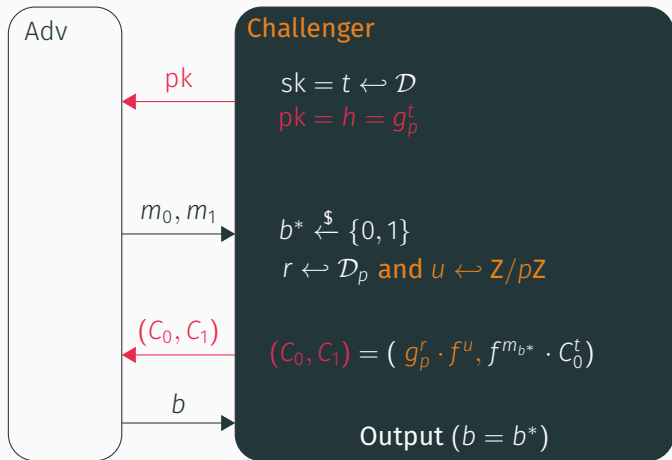 Adv
Challenger
pk
sk = t ↩ 𝒟
pk = h = g_p^t
m_0, m_1
b* ←$ {0, 1}
r ↩ 𝒟_p and u ↩ Z/pZ
(C_0, C_1)
(C_0, C_1) = ( g_p^r · f^u, f^{m_{b*}} · C_0^t)
b
Output (b = b*)